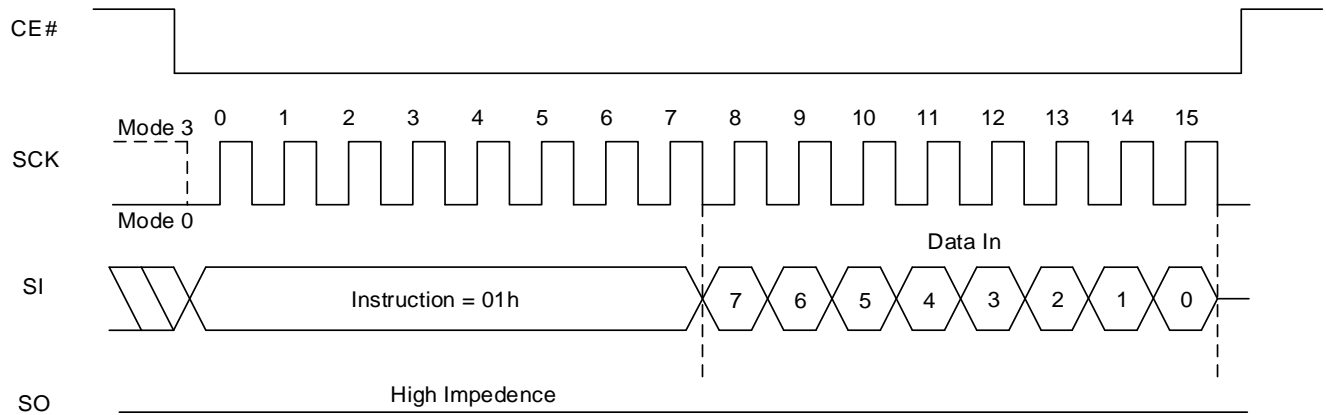 CE#
Mode 3 0 1 2 3 4 5 6 7 8 9 10 11 12 13 14 15
SCK
Mode 0
Data In
SI Instruction = 01h 7 6 5 4 3 2 1 0
High Impedence
SO